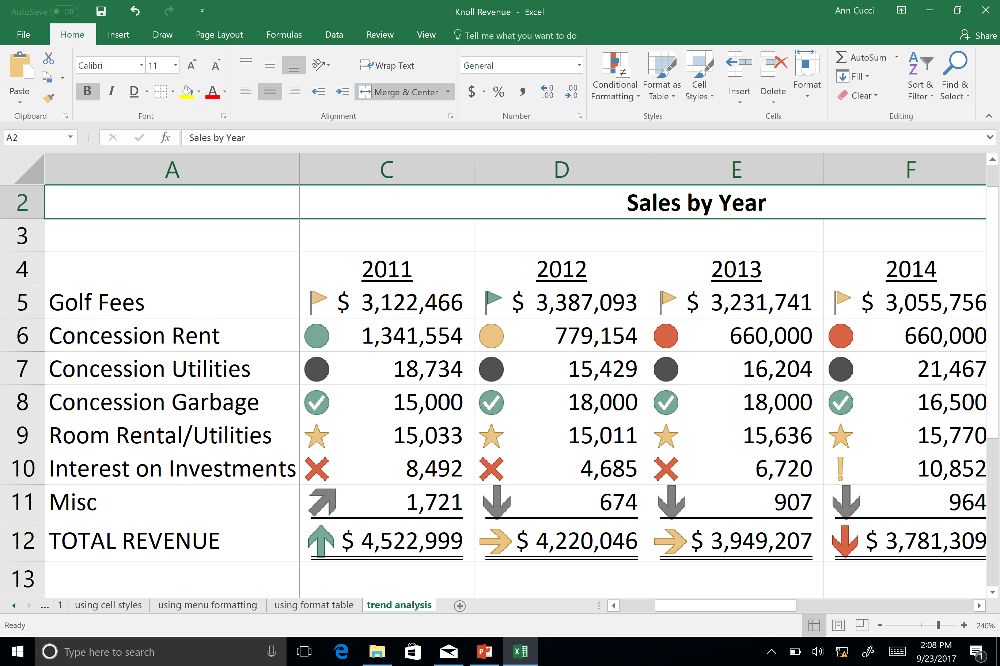 AutoSave Off Knoll Revenue - Excel Ann Cucci
File Home Insert Draw Page Layout Formulas Data Review View Tell me what you want to do Share
Calibri 11 A A Wrap Text General AutoSum
Paste B I D A Merge & Center $ % , ←.0 .00 .00 →.0 Conditional Formatting Format as Table Cell Styles Insert Delete Format Fill Clear Sort & Filter Find & Select
Clipboard Font Alignment Number Styles Cells Editing
A2 fx Sales by Year
A C D E F
2 Sales by Year
3
4 2011 2012 2013 2014
5 Golf Fees $ 3,122,466 $ 3,387,093 $ 3,231,741 $ 3,055,756
6 Concession Rent 1,341,554 779,154 660,000 660,000
7 Concession Utilities 18,734 15,429 16,204 21,467
8 Concession Garbage 15,000 18,000 18,000 16,500
9 Room Rental/Utilities 15,033 15,011 15,636 15,770
10 Interest on Investments 8,492 4,685 6,720 10,852
11 Misc 1,721 674 907 964
12 TOTAL REVENUE $ 4,522,999 $ 4,220,046 $ 3,949,207 $ 3,781,309
13
... 1 using cell styles using menu formatting using format table trend analysis
Ready 240%
Type here to search 2:08 PM
9/23/2017 1